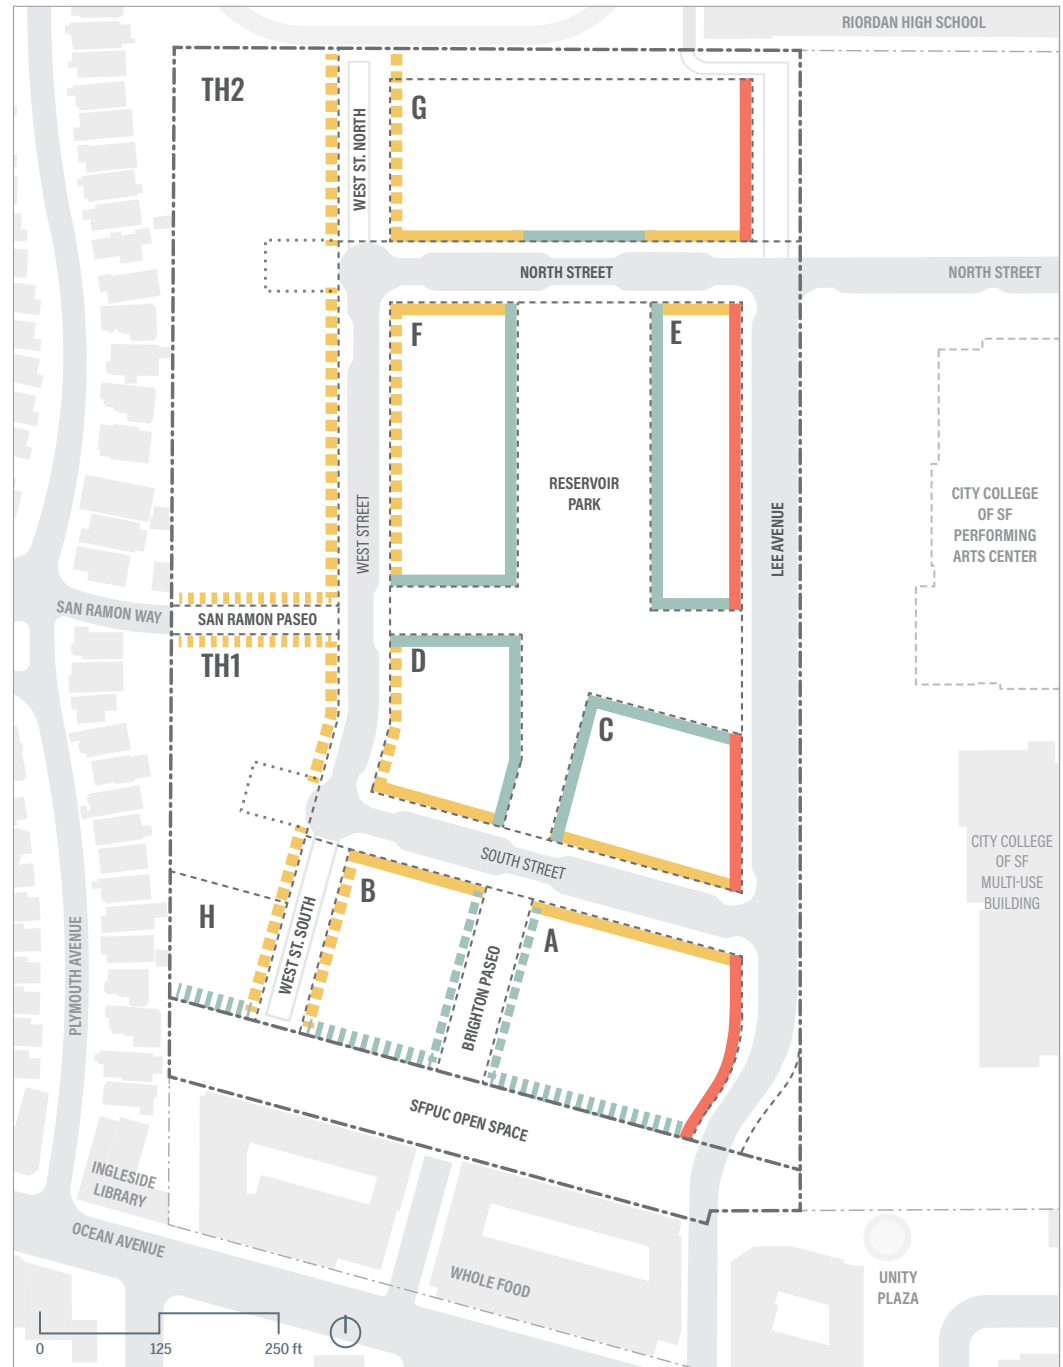 RIORDAN HIGH SCHOOL
TH2
G
WEST ST. NORTH
NORTH STREET
NORTH STREET
F
E
RESERVOIR
PARK
WEST STREET
LEE AVENUE
CITY COLLEGE
OF SF
PERFORMING
ARTS CENTER
SAN RAMON WAY
SAN RAMON PASEO
TH1
D
C
SOUTH STREET
CITY COLLEGE
OF SF
MULTI-USE
BUILDING
B
H
A
WEST ST. SOUTH
BRIGHTON PASEO
PLYMOUTH AVENUE
SFPUC OPEN SPACE
INGLESIDE
LIBRARY
OCEAN AVENUE
WHOLE FOOD
UNITY
PLAZA
0
125
250 ft